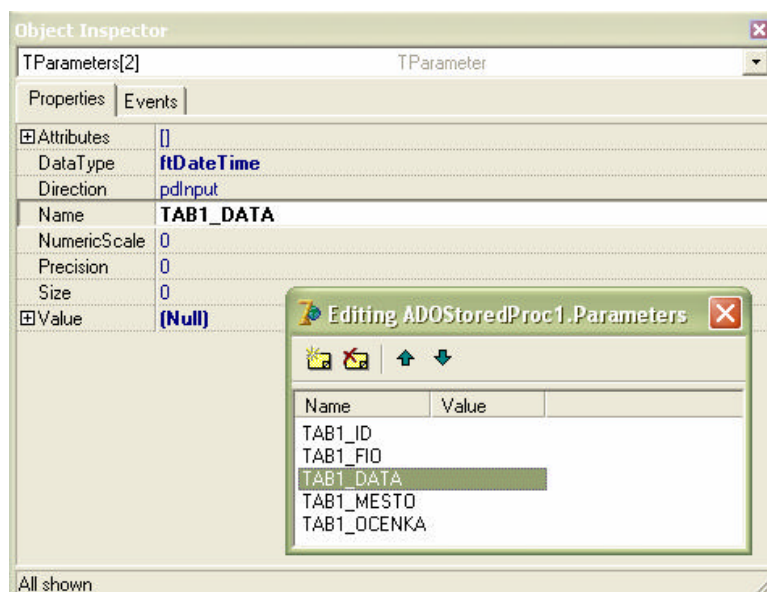 Object Inspector
TParameters[2] TParameter
Properties Events
Attributes []
DataType ftDateTime
Direction pdInput
Name TAB1_DATA
NumericScale 0
Precision 0
Size 0
Value (Null)
Editing ADOStoredProc1.Parameters
Name Value
TAB1_ID
TAB1_FIO
TAB1_DATA
TAB1_MESTO
TAB1_OCENKA
All shown